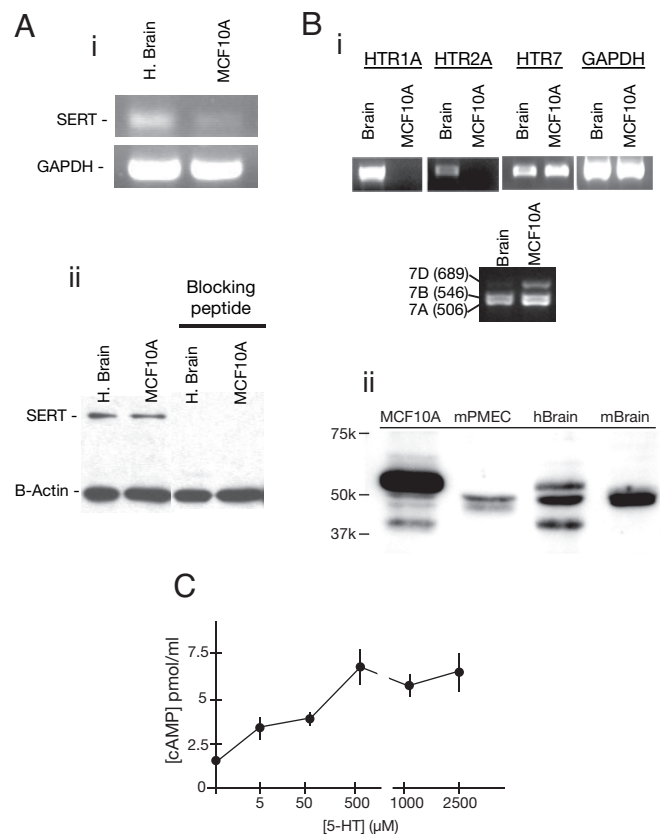 A
i
H. Brain
MCF10A
SERT -
GAPDH -
ii
Blocking
peptide
H. Brain
MCF10A
H. Brain
MCF10A
SERT -
B-Actin -
B
i
HTR1A HTR2A HTR7 GAPDH
Brain
MCF10A
Brain
MCF10A
Brain
MCF10A
Brain
MCF10A
Brain
MCF10A
7D (689)
7B (546)
7A (506)
ii
MCF10A mPMEC hBrain mBrain
75k
50k
37k
C
[cAMP] pmol/ml
7.5
5
2.5
0
5 50 500 1000 2500
[5-HT] (µM)